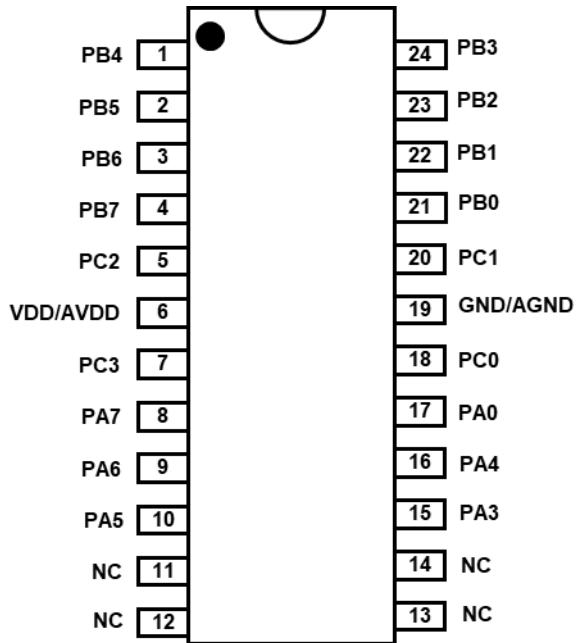 PB4 1 24 PB3
PB5 2 23 PB2
PB6 3 22 PB1
PB7 4 21 PB0
PC2 5 20 PC1
VDD/AVDD 6 19 GND/AGND
PC3 7 18 PC0
PA7 8 17 PA0
PA6 9 16 PA4
PA5 10 15 PA3
NC 11 14 NC
NC 12 13 NC